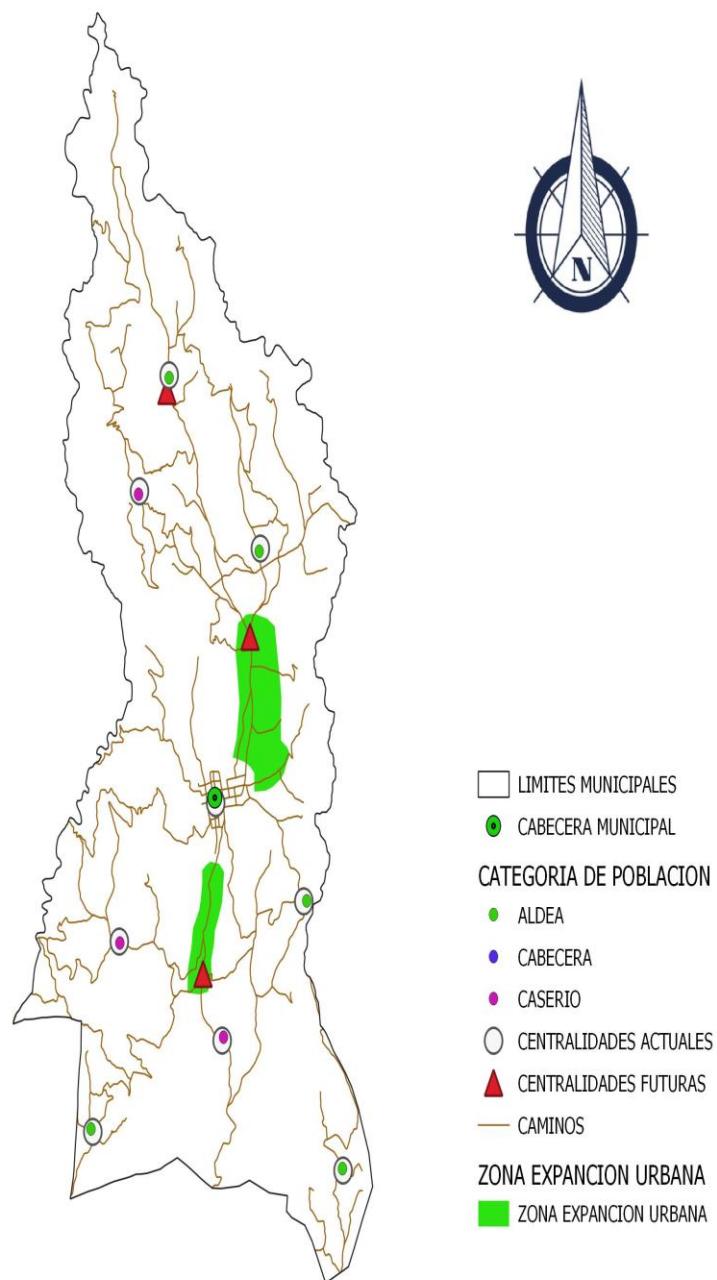 N
LIMITES MUNICIPALES
CABECERA MUNICIPAL
CATEGORIA DE POBLACION
ALDEA
CABECERA
CASERIO
CENTRALIDADES ACTUALES
CENTRALIDADES FUTURAS
CAMINOS
ZONA EXPANCION URBANA
ZONA EXPANCION URBANA